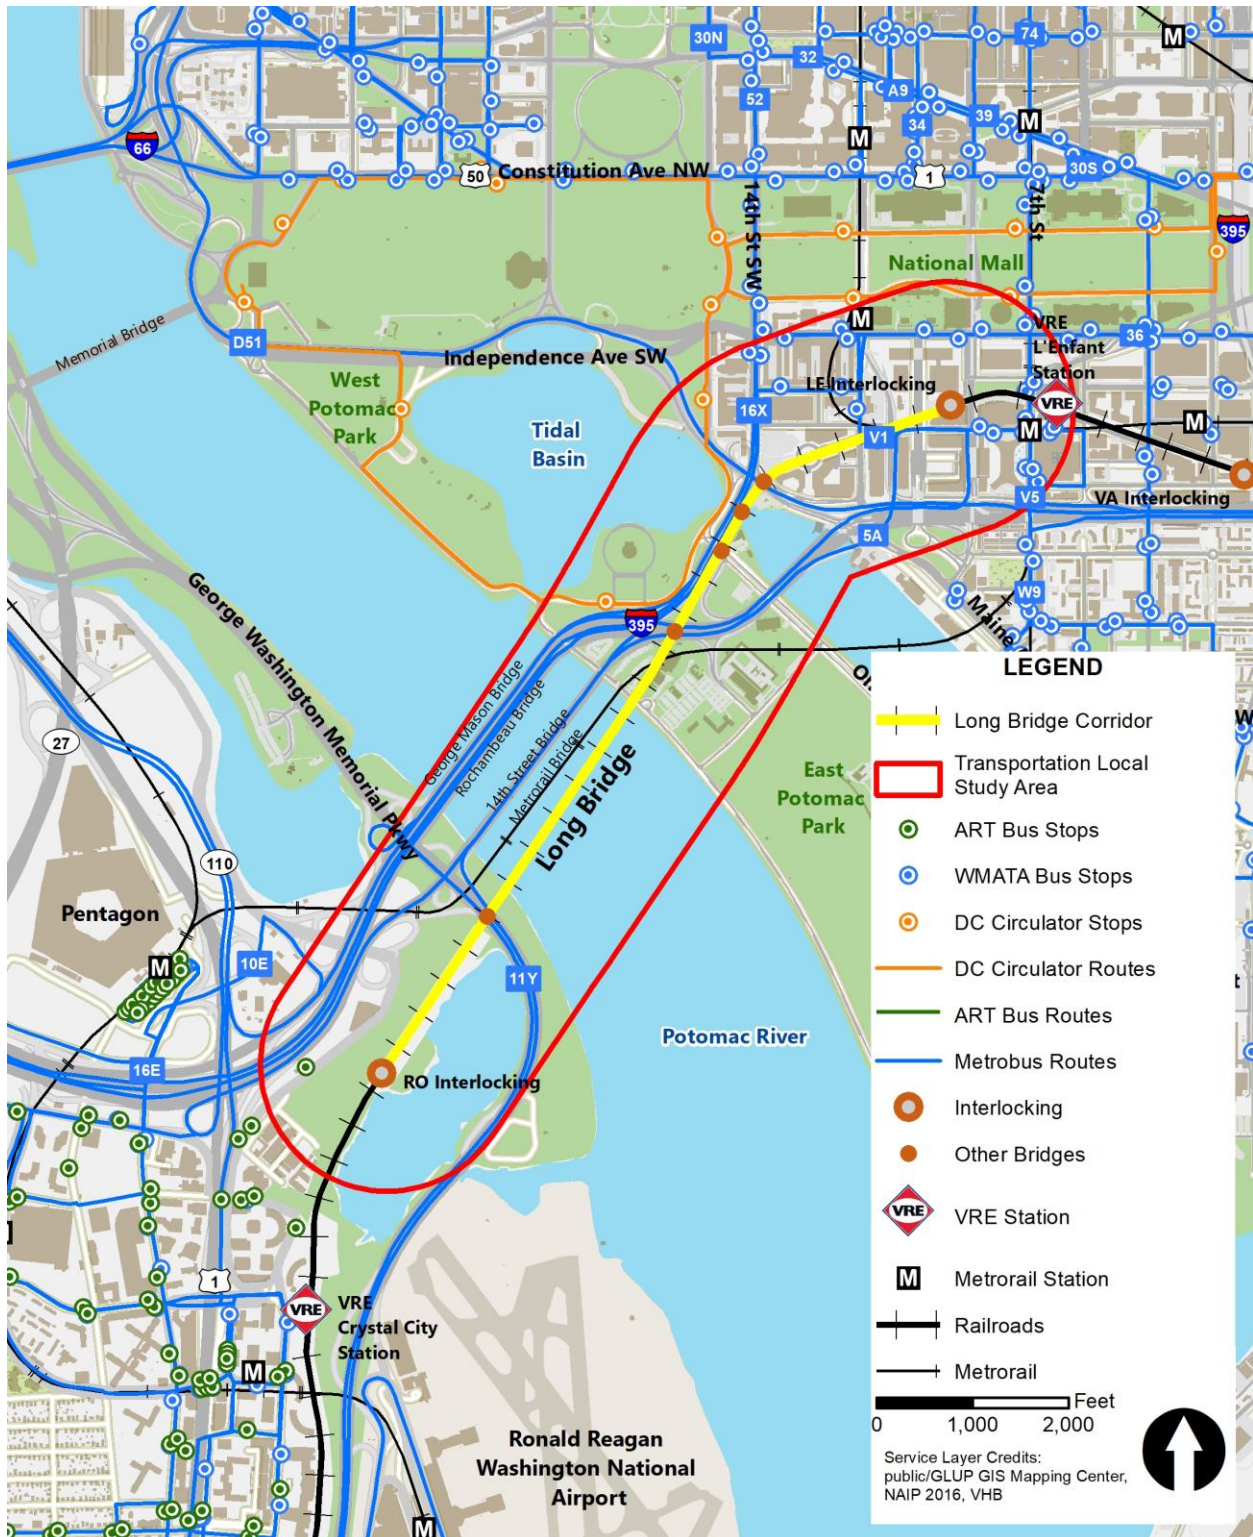 30N
74
M
32
52
A9
39
34
M
M
66
30S
50
Constitution Ave NW
1
14th St SW
7th St
395
National Mall
Memorial Bridge
D51
M
VRE
L'Enfant
Station
36
Independence Ave SW
West
Potomac
Park
LE Interlocking
VRE
16X
Tidal
Basin
V1
M
M
VA Interlocking
V5
5A
George Washington Memorial Pkwy
W9
Maine
395
LEGEND
George Mason Bridge
Rochambeau Bridge
14th Street Bridge
Metrorail Bridge
Long Bridge
27
East
Potomac
Park
110
Pentagon
M
10E
11Y
Potomac River
16E
RO Interlocking
1
VRE
VRE
Crystal City
Station
M
Ronald Reagan
Washington National
Airport
M
Long Bridge Corridor
Transportation Local
Study Area
ART Bus Stops
WMATA Bus Stops
DC Circulator Stops
DC Circulator Routes
ART Bus Routes
Metrobus Routes
Interlocking
Other Bridges
VRE
VRE Station
M
Metrorail Station
Railroads
Metrorail
Feet
0 1,000 2,000
Service Layer Credits:
public/GLUP GIS Mapping Center,
NAIP 2016, VHB